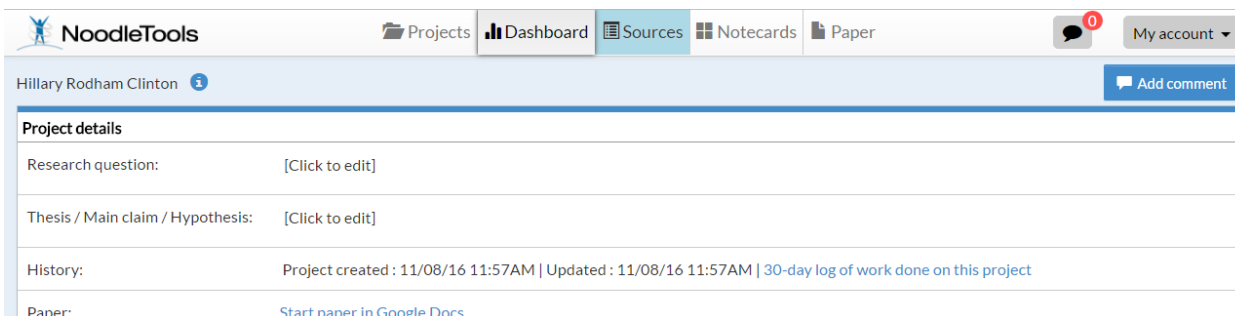 NoodleTools Projects Dashboard Sources Notecards Paper 0 My account
Hillary Rodham Clinton i Add comment
Project details
Research question: [Click to edit]
Thesis / Main claim / Hypothesis: [Click to edit]
History: Project created : 11/08/16 11:57AM | Updated : 11/08/16 11:57AM | 30-day log of work done on this project
Paper: Start paper in Google Docs